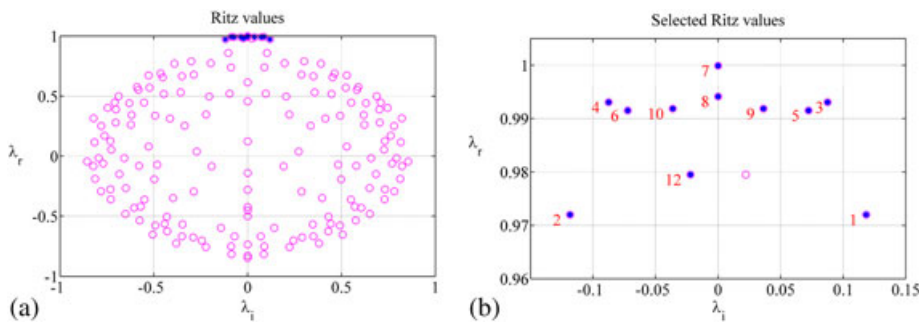 Ritz values
1
0.5
λr
0
-0.5
-1
-1 -0.5 0 0.5 1
(a) λi
Selected Ritz values
1 7
4 8 3
0.99 6 10 9 5
λr
0.98 12
0.97 2 1
0.96
-0.1 -0.05 0 0.05 0.1 0.15
(b) λi